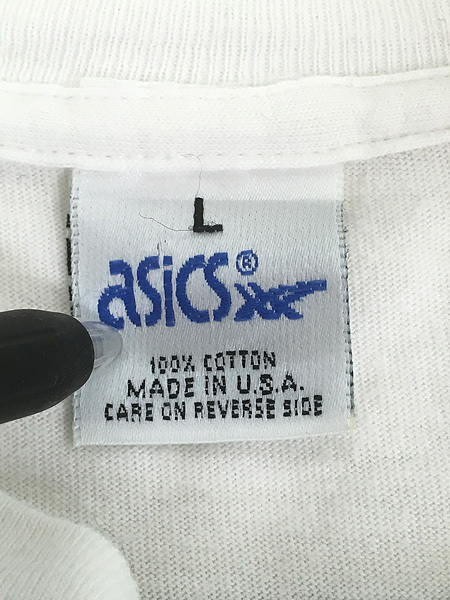 L
asics®
100% COTTON
MADE IN U.S.A.
CARE ON REVERSE SIDE